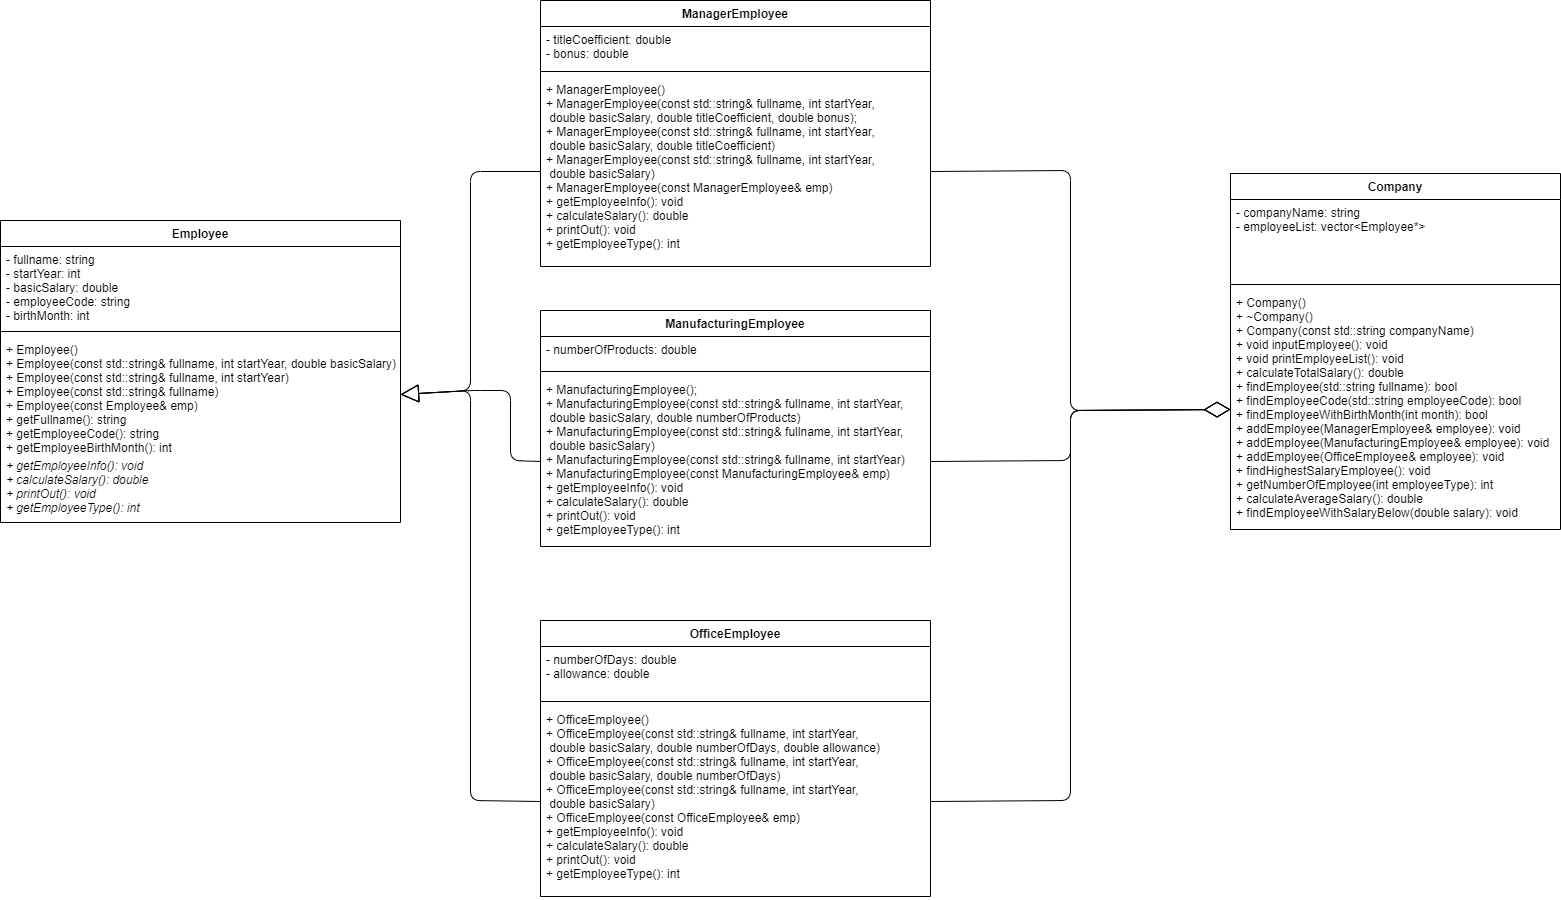 Employee
- fullname: string
- startYear: int
- basicSalary: double
- employeeCode: string
- birthMonth: int
+ Employee()
+ Employee(const std::string& fullname, int startYear, double basicSalary)
+ Employee(const std::string& fullname, int startYear)
+ Employee(const std::string& fullname)
+ Employee(const Employee& emp)
+ getFullname(): string
+ getEmployeeCode(): string
+ getEmployeeBirthMonth(): int
+ getEmployeeInfo(): void
+ calculateSalary(): double
+ printOut(): void
+ getEmployeeType(): int
ManagerEmployee
- titleCoefficient: double
- bonus: double
+ ManagerEmployee()
+ ManagerEmployee(const std::string& fullname, int startYear,
double basicSalary, double titleCoefficient, double bonus);
+ ManagerEmployee(const std::string& fullname, int startYear,
double basicSalary, double titleCoefficient)
+ ManagerEmployee(const std::string& fullname, int startYear,
double basicSalary)
+ ManagerEmployee(const ManagerEmployee& emp)
+ getEmployeeInfo(): void
+ calculateSalary(): double
+ printOut(): void
+ getEmployeeType(): int
ManufacturingEmployee
- numberOfProducts: double
+ ManufacturingEmployee();
+ ManufacturingEmployee(const std::string& fullname, int startYear,
double basicSalary, double numberOfProducts)
+ ManufacturingEmployee(const std::string& fullname, int startYear,
double basicSalary)
+ ManufacturingEmployee(const std::string& fullname, int startYear)
+ ManufacturingEmployee(const ManufacturingEmployee& emp)
+ getEmployeeInfo(): void
+ calculateSalary(): double
+ printOut(): void
+ getEmployeeType(): int
OfficeEmployee
- numberOfDays: double
- allowance: double
+ OfficeEmployee()
+ OfficeEmployee(const std::string& fullname, int startYear,
double basicSalary, double numberOfDays, double allowance)
+ OfficeEmployee(const std::string& fullname, int startYear,
double basicSalary, double numberOfDays)
+ OfficeEmployee(const std::string& fullname, int startYear,
double basicSalary)
+ OfficeEmployee(const OfficeEmployee& emp)
+ getEmployeeInfo(): void
+ calculateSalary(): double
+ printOut(): void
+ getEmployeeType(): int
Company
- companyName: string
- employeeList: vector<Employee*>
+ Company()
+ ~Company()
+ Company(const std::string companyName)
+ void inputEmployee(): void
+ void printEmployeeList(): void
+ calculateTotalSalary(): double
+ findEmployee(std::string fullname): bool
+ findEmployeeCode(std::string employeeCode): bool
+ findEmployeeWithBirthMonth(int month): bool
+ addEmployee(ManagerEmployee& employee): void
+ addEmployee(ManufacturingEmployee& employee): void
+ addEmployee(OfficeEmployee& employee): void
+ findHighestSalaryEmployee(): void
+ getNumberOfEmployee(int employeeType): int
+ calculateAverageSalary(): double
+ findEmployeeWithSalaryBelow(double salary): void